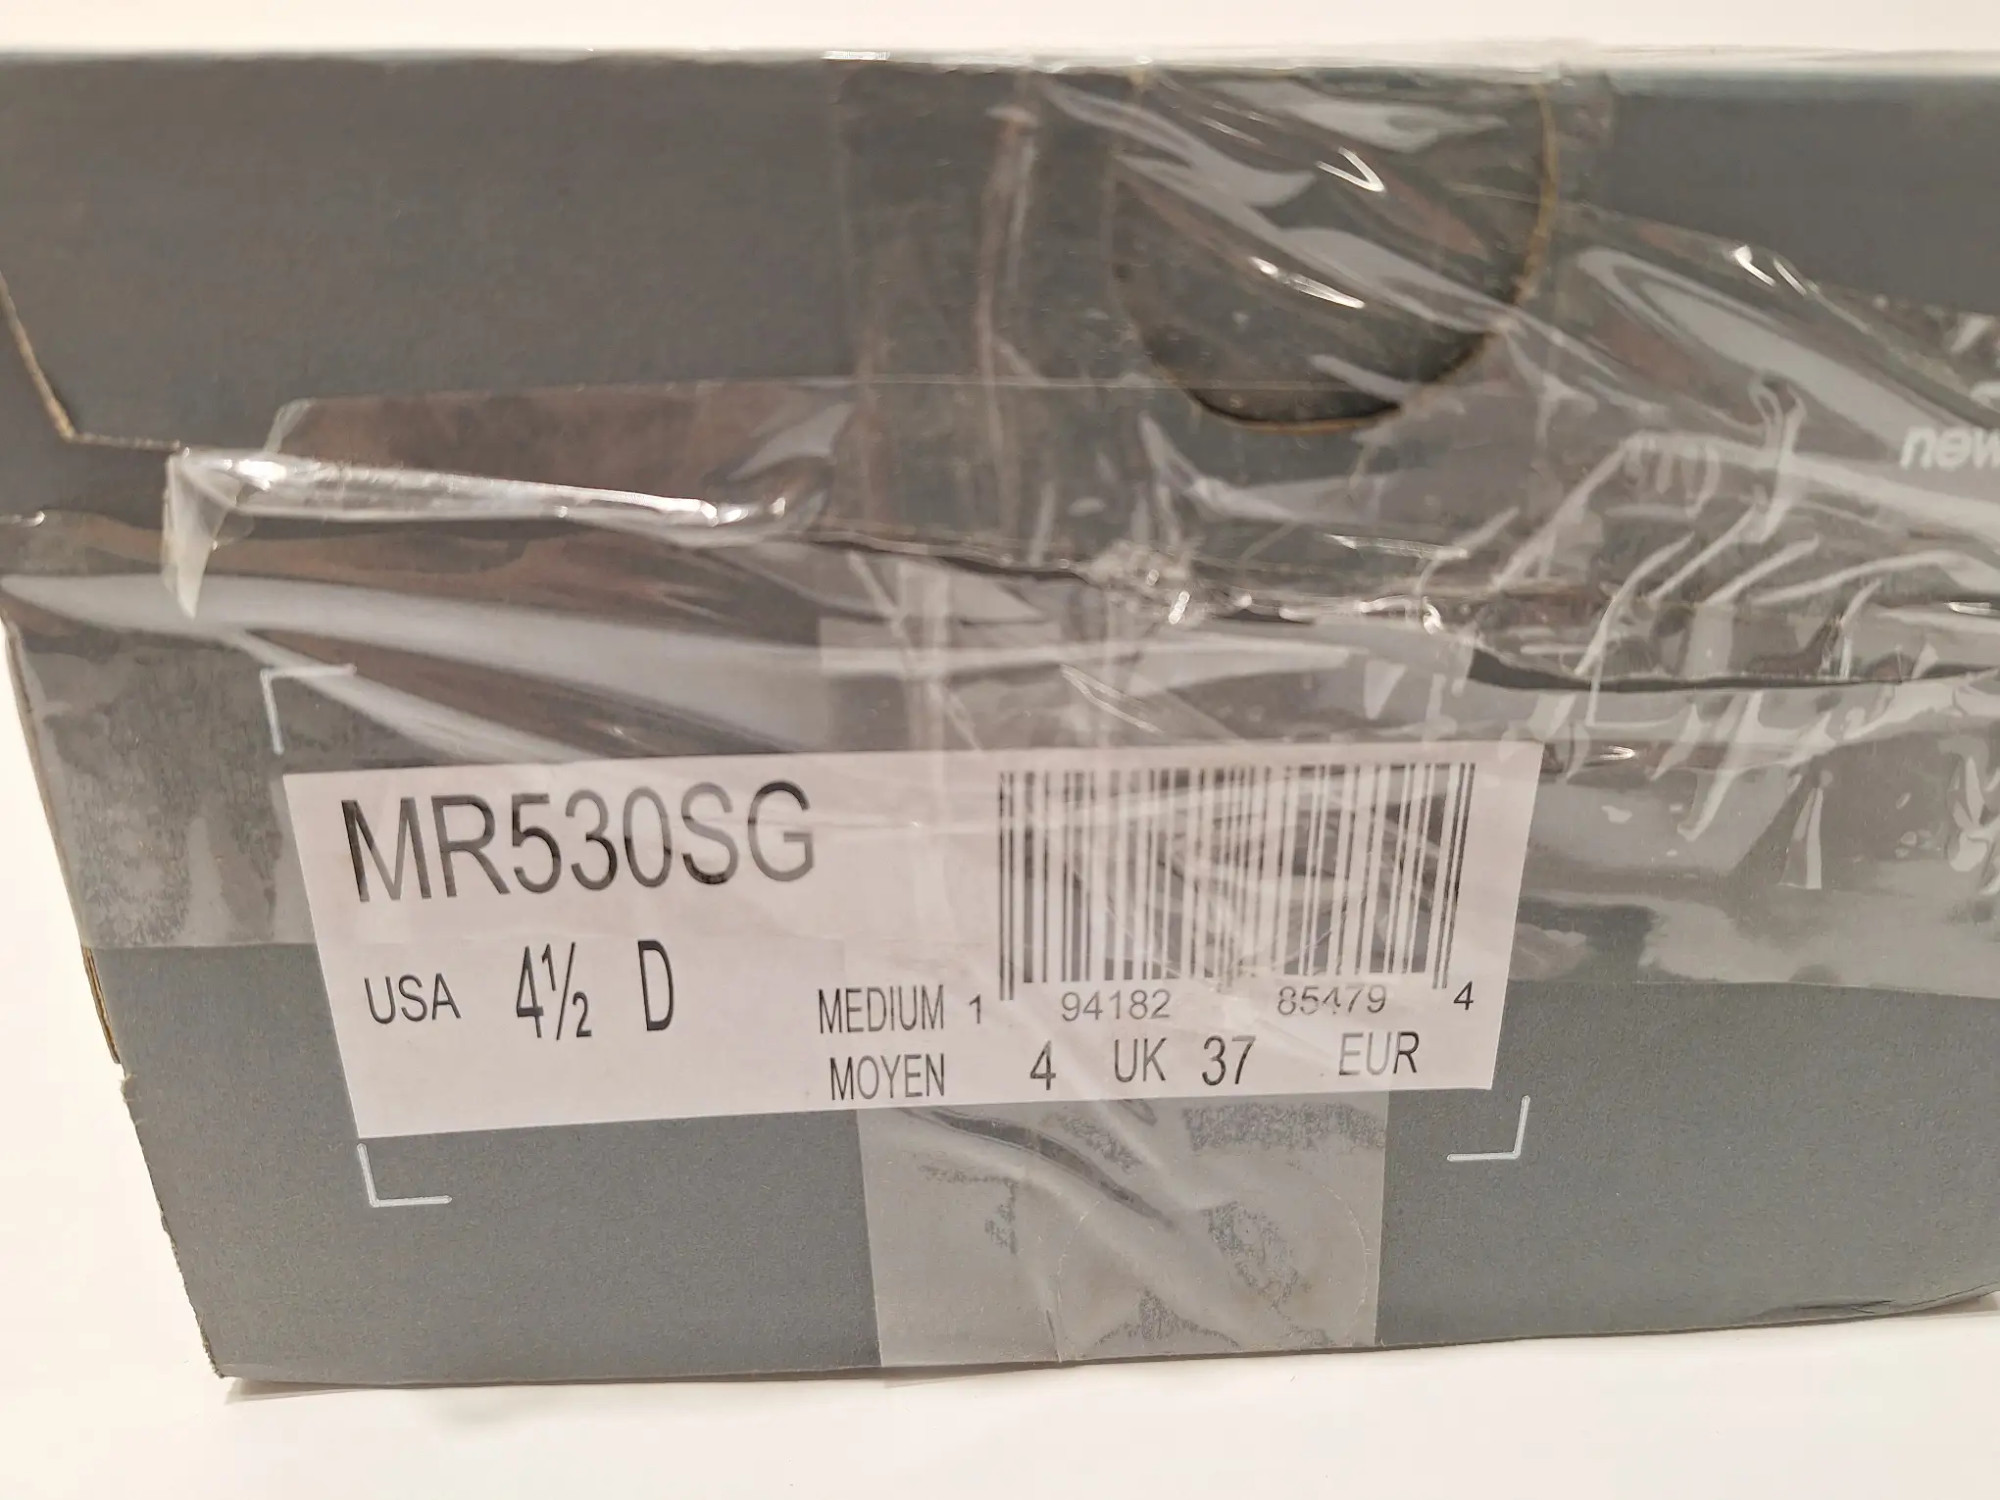 new
MR530SG
USA 4½ D
MEDIUM
MOYEN
1 94182 85479 4
4 UK 37 EUR